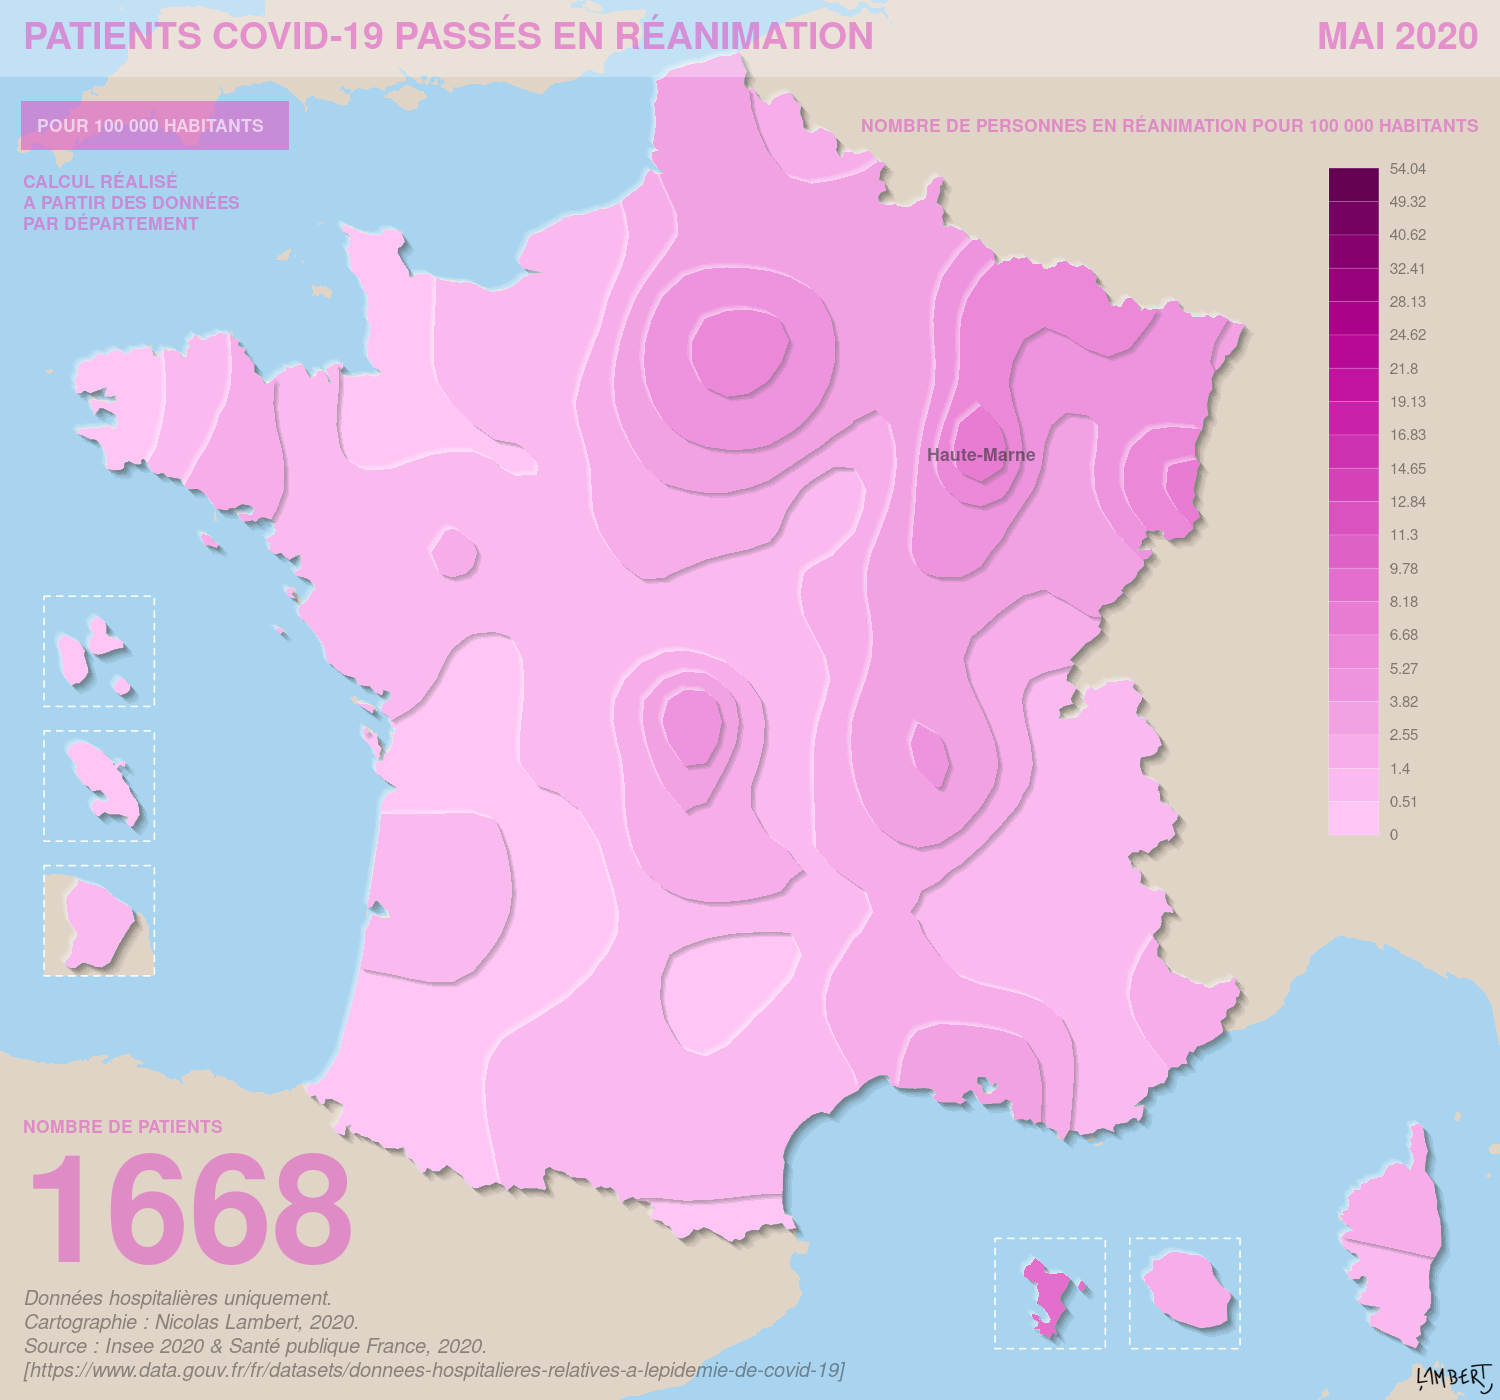 PATIENTS COVID-19 PASSÉS EN RÉANIMATION
MAI 2020
POUR 100 000 HABITANTS
CALCUL RÉALISÉ
A PARTIR DES DONNÉES
PAR DÉPARTEMENT
NOMBRE DE PERSONNES EN RÉANIMATION POUR 100 000 HABITANTS
54.04
49.32
40.62
32.41
28.13
24.62
21.8
19.13
16.83
14.65
12.84
11.3
9.78
8.18
6.68
5.27
3.82
2.55
1.4
0.51
0
Haute-Marne
NOMBRE DE PATIENTS
1668
Données hospitalières uniquement.
Cartographie : Nicolas Lambert, 2020.
Source : Insee 2020 & Santé publique France, 2020.
[https://www.data.gouv.fr/fr/datasets/donnees-hospitalieres-relatives-a-lepidemie-de-covid-19]
LAMBERT